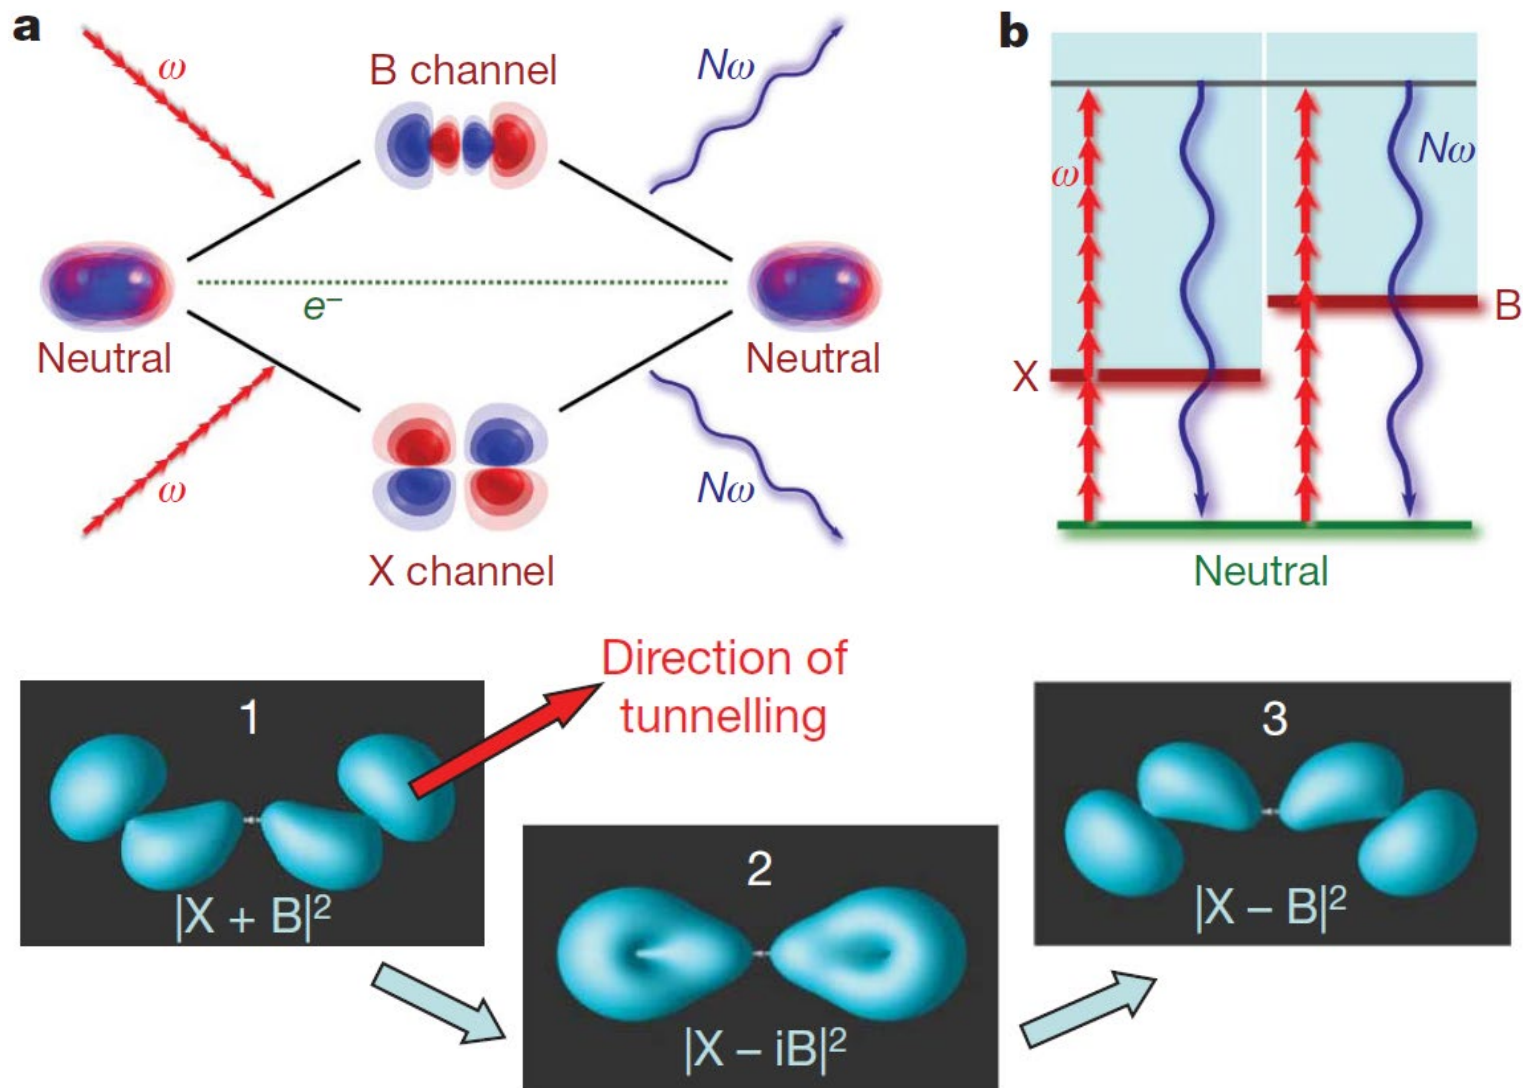 a
ω
B channel
Nω
Neutral
e⁻
Neutral
ω
X channel
Nω
b
ω
Nω
X
B
Neutral
Direction of
tunnelling
1
|X + B|²
2
|X − iB|²
3
|X − B|²